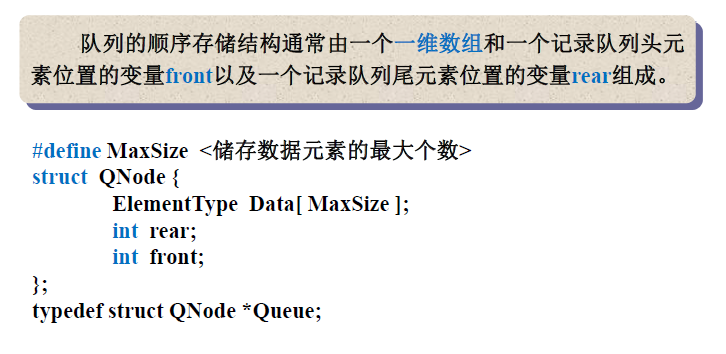 队列的顺序存储结构通常由一个一维数组和一个记录队列头元
素位置的变量front以及一个记录队列尾元素位置的变量rear组成。
#define MaxSize <储存数据元素的最大个数>
struct QNode {
ElementType Data[ MaxSize ];
int rear;
int front;
};
typedef struct QNode *Queue;